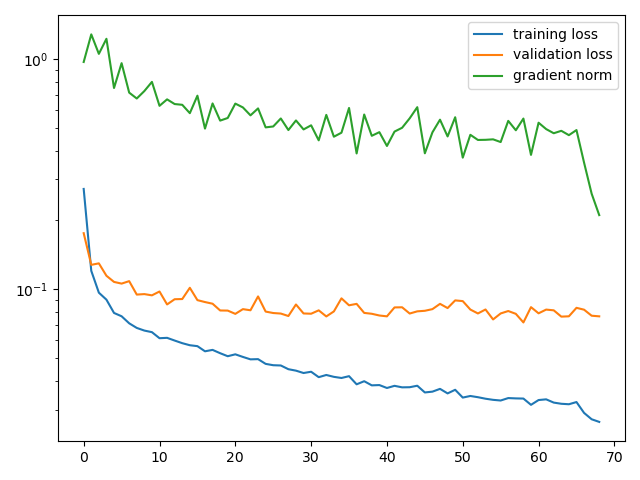 training loss
validation loss
gradient norm
10⁰
10⁻¹
0 10 20 30 40 50 60 70